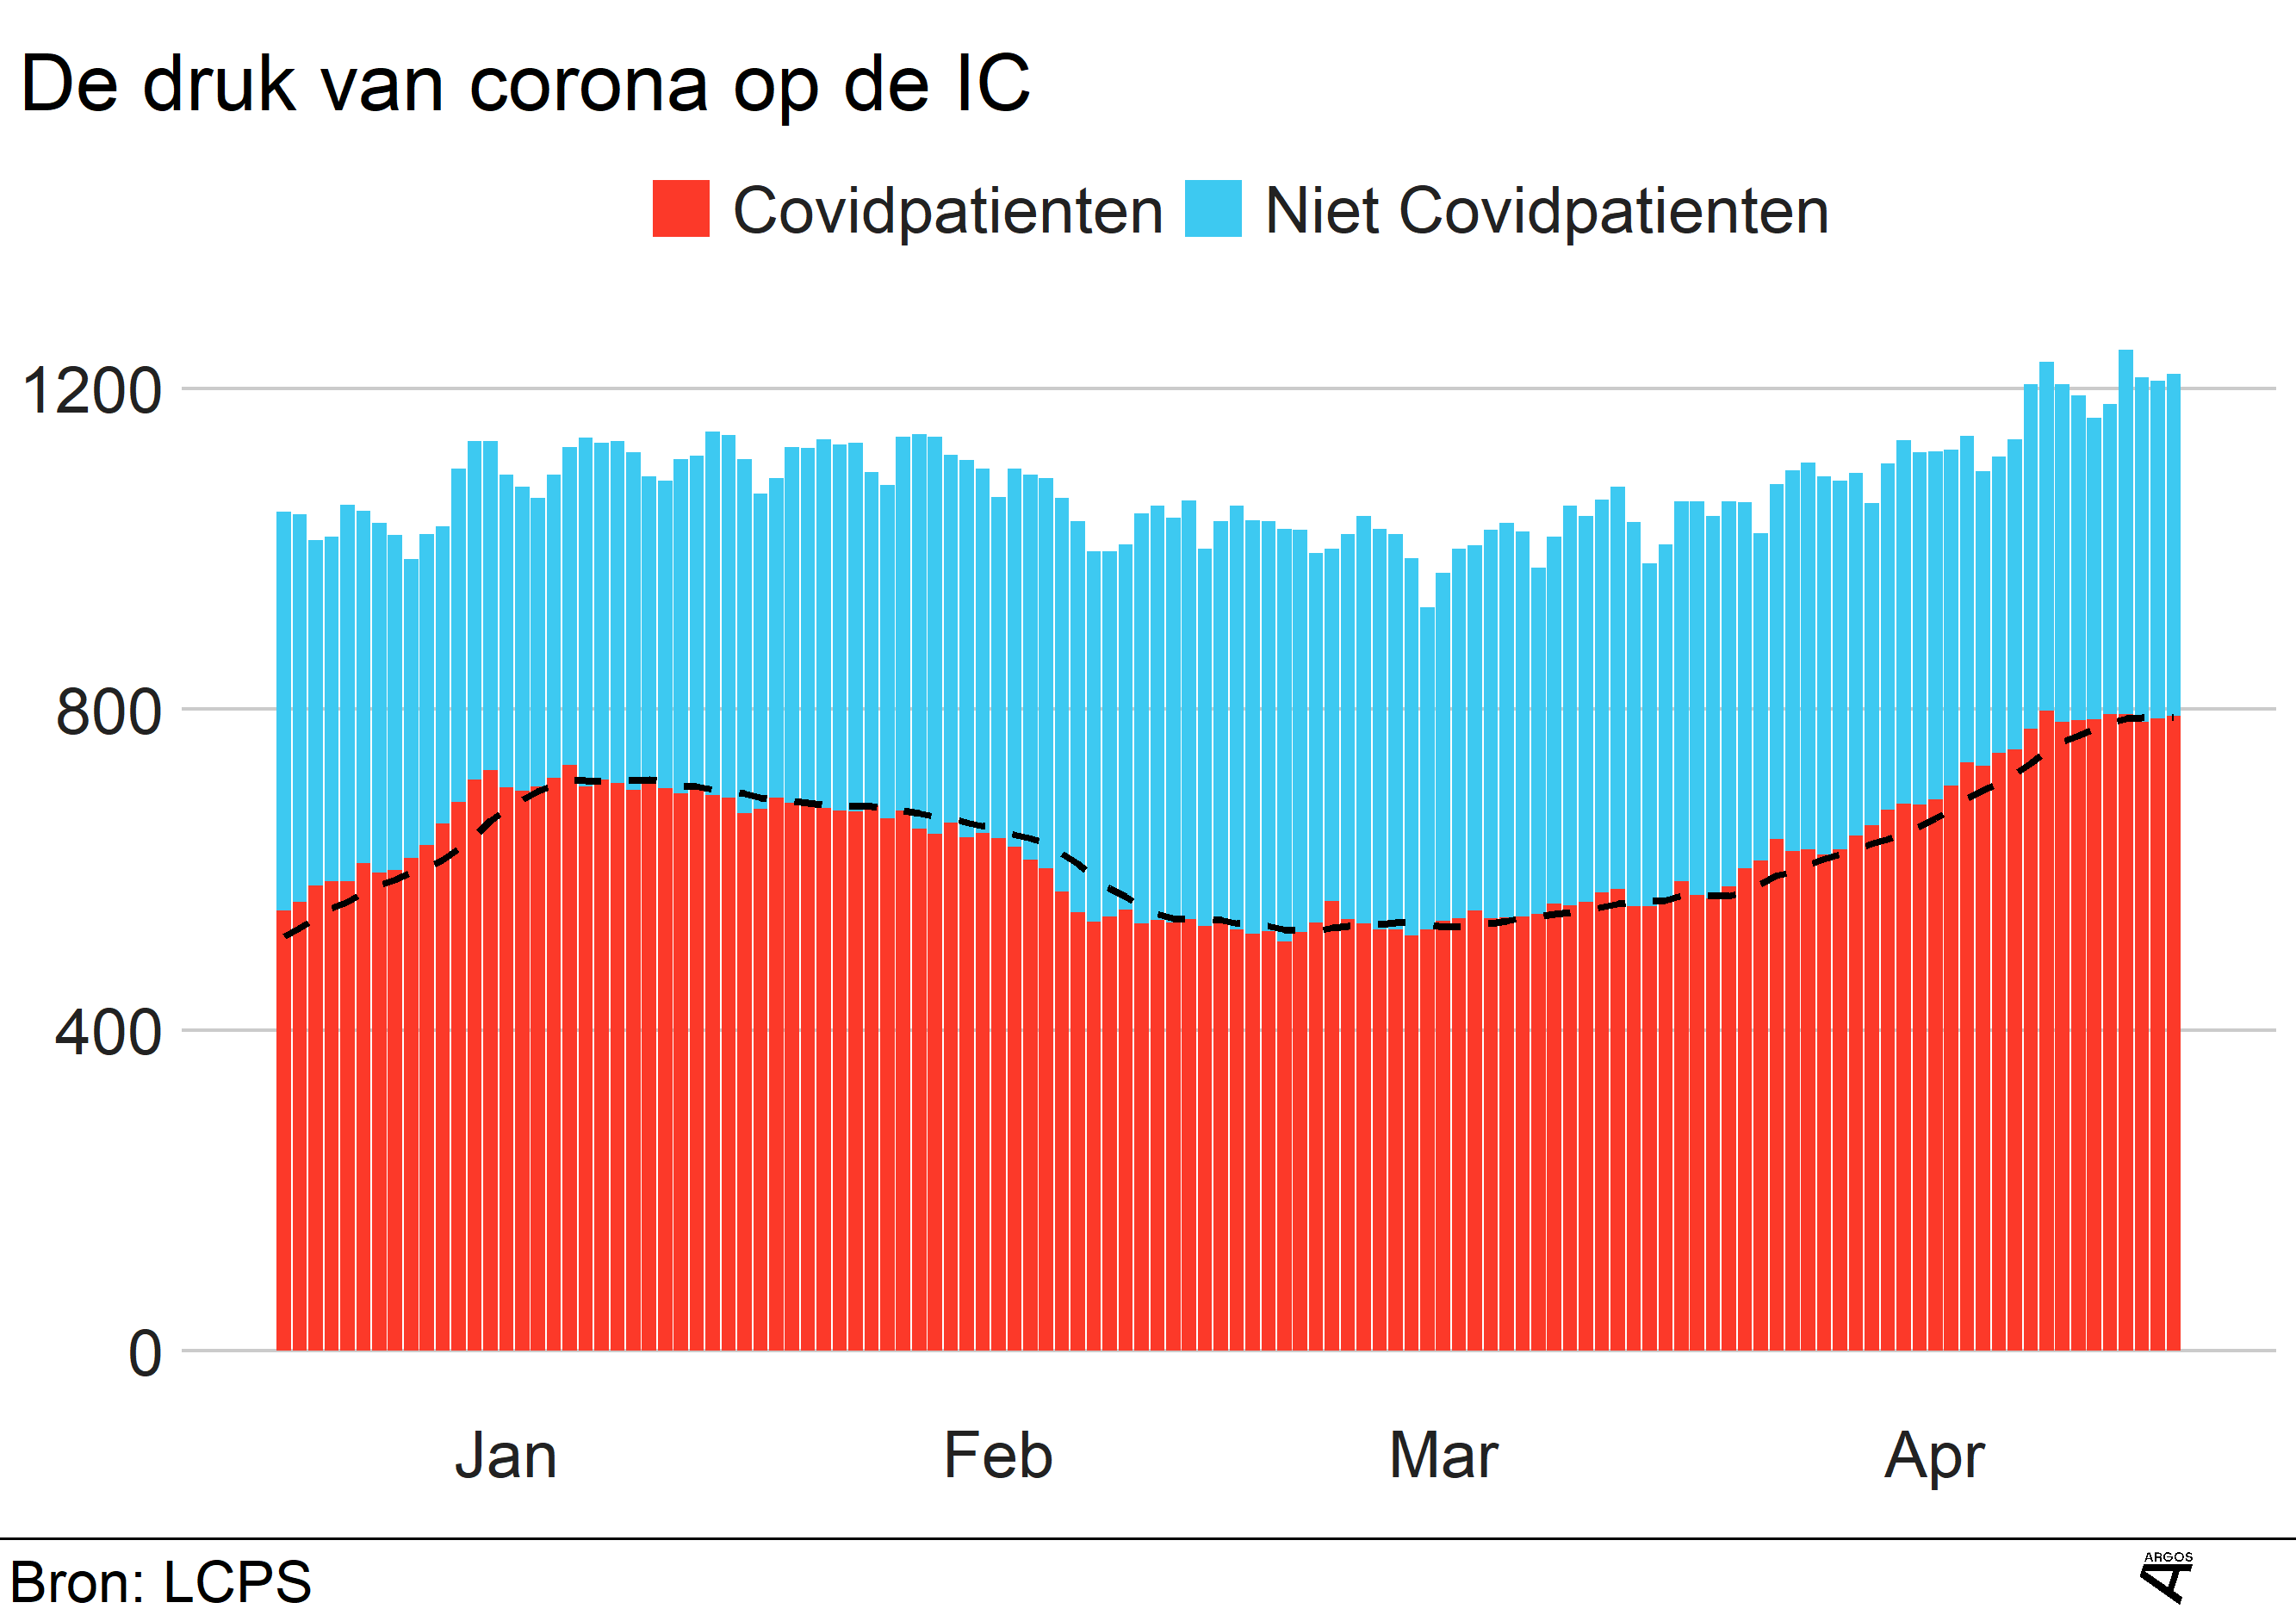 De druk van corona op de IC
Covidpatienten Niet Covidpatienten
1200
800
400
0
Jan Feb Mar Apr
Bron: LCPS
ARGOS
A